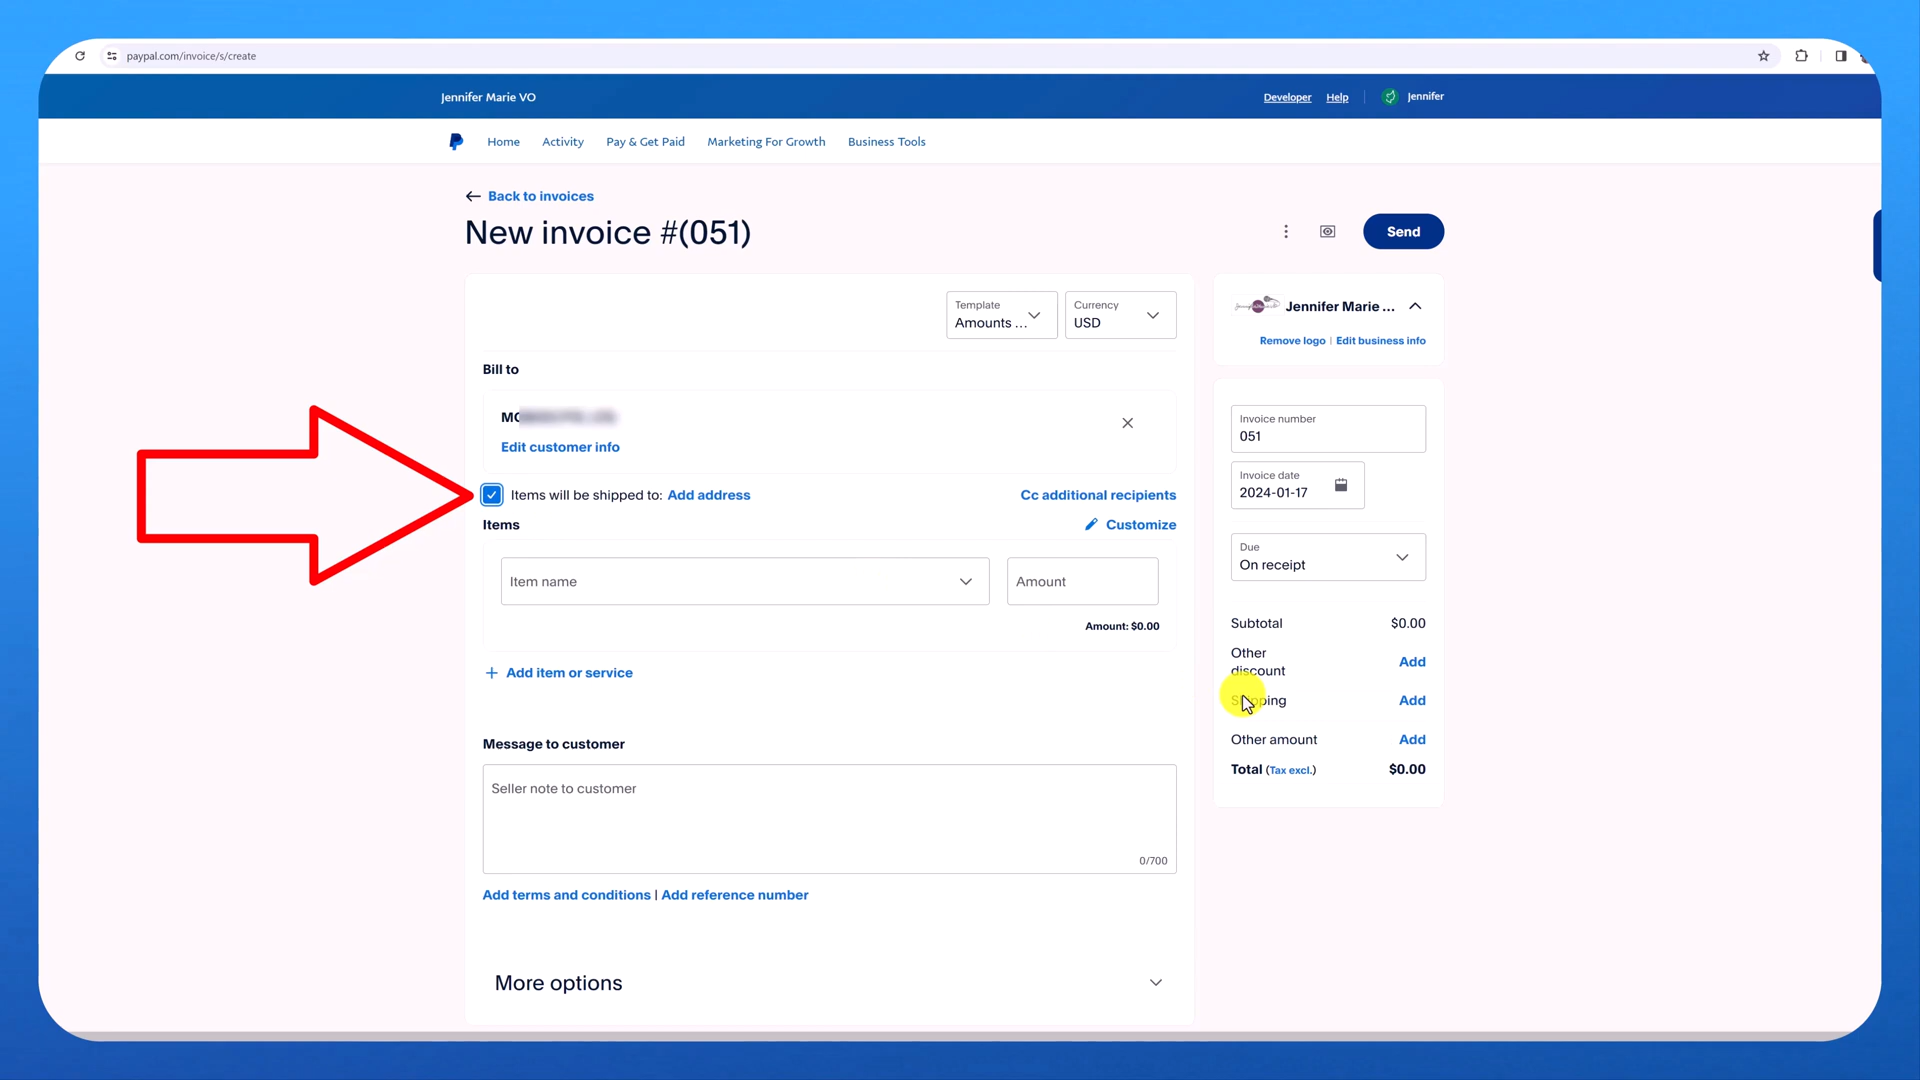 paypal.com/invoice/s/create
Jennifer Marie VO
Developer Help Jennifer
Home Activity Pay & Get Paid Marketing For Growth Business Tools
Back to invoices
New invoice #(051)
Send
Template
Amounts ...
Currency
USD
Bill to
Edit customer info
Items will be shipped to: Add address
Cc additional recipients
Items
Customize
Item name
Amount
Amount: $0.00
Add item or service
Message to customer
Seller note to customer
0/700
Add terms and conditions | Add reference number
More options
Jennifer Marie ...
Remove logo | Edit business info
Invoice number
051
Invoice date
2024-01-17
Due
On receipt
Subtotal $0.00
Other
discount Add
Shipping Add
Other amount Add
Total (Tax excl.) $0.00